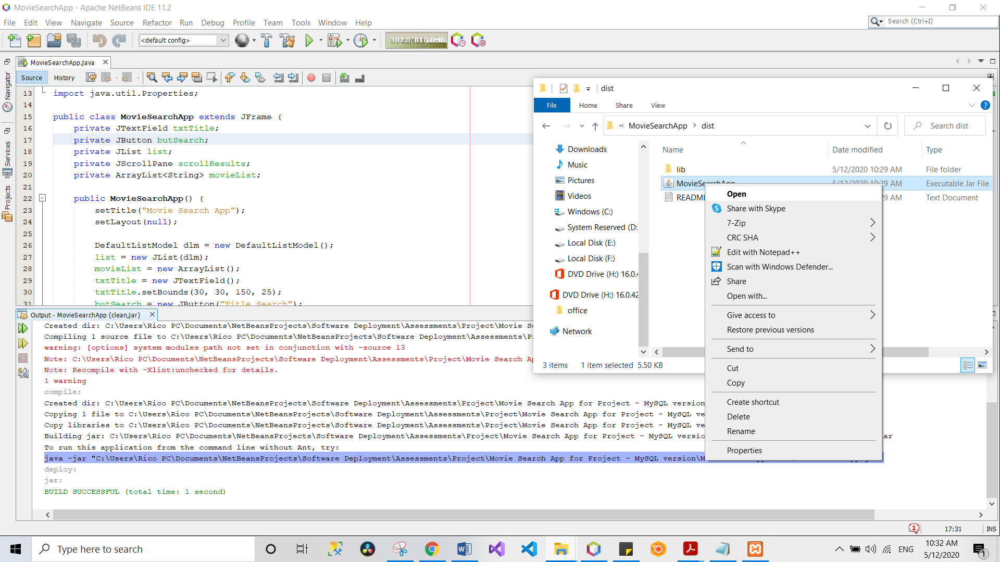 MovieSearchApp - Apache NetBeans IDE 11.2
File Edit View Navigate Source Refactor Run Debug Profile Team Tools Window Help
Search (Ctrl+I)
<default config>
307.8/810.0MB
MovieSearchApp.java
Source History
Navigator
Services
Projects
13 import java.util.Properties;
14
15 public class MovieSearchApp extends JFrame {
16 private JTextField txtTitle;
17 private JButton butSearch;
18 private JList list;
19 private JScrollPane scrollResults;
20 private ArrayList<String> movieList;
21
22 public MovieSearchApp() {
23 setTitle("Movie Search App");
24 setLayout(null);
25
26 DefaultListModel dlm = new DefaultListModel();
27 list = new JList(dlm);
28 movieList = new ArrayList();
29 txtTitle = new JTextField();
30 txtTitle.setBounds(30, 30, 150, 25);
31 butSearch = new JButton("Title Search");
Output - MovieSearchApp (clean,jar)
Created dir: C:\Users\Rico PC\Documents\NetBeansProjects\Software Deployment\Assessments\Project\Movie S
Compiling 1 source file to C:\Users\Rico PC\Documents\NetBeansProjects\Software Deployment\Assessments\P
warning: [options] system modules path not set in conjunction with -source 13
Note: C:\Users\Rico PC\Documents\NetBeansProjects\Software Deployment\Assessments\Project\Movie Search A
Note: Recompile with -Xlint:unchecked for details.
1 warning
compile:
Created dir: C:\Users\Rico PC\Documents\NetBeansProjects\Software Deployment\Assessments\Project\Movie Search App for Project - MySQL version
Copying 1 file to C:\Users\Rico PC\Documents\NetBeansProjects\Software Deployment\Assessments\Project\Movie Search App for Project - MySQL ve
Copy libraries to C:\Users\Rico PC\Documents\NetBeansProjects\Software Deployment\Assessments\Project\Movie Search App for Project - MySQL ve
Building jar: C:\Users\Rico PC\Documents\NetBeansProjects\Software Deployment\Assessments\Project\Movie Search App for Project - MySQL versio ar
To run this application from the command line without Ant, try:
java -jar "C:\Users\Rico PC\Documents\NetBeansProjects\Software Deployment\Assessments\Project\Movie Search App for Project - MySQL version\M
deploy:
jar:
BUILD SUCCESSFUL (total time: 1 second)
dist
File Home Share View
« MovieSearchApp > dist
Search dist
Downloads
Music
Pictures
Videos
Windows (C:)
System Reserved (D:
Local Disk (E:)
Local Disk (F:)
DVD Drive (H:) 16.0.4
DVD Drive (H:) 16.0.42
office
Network
Name Date modified Type
lib 5/12/2020 10:29 AM File folder
MovieSearchApp 5/12/2020 10:29 AM Executable Jar File
README 29 AM Text Document
3 items 1 item selected 5.50 KB
Open
Share with Skype
7-Zip
CRC SHA
Edit with Notepad++
Scan with Windows Defender...
Share
Open with...
Give access to
Restore previous versions
Send to
Cut
Copy
Create shortcut
Delete
Rename
Properties
1 17:31 INS
Type here to search
ENG
10:32 AM
5/12/2020
1